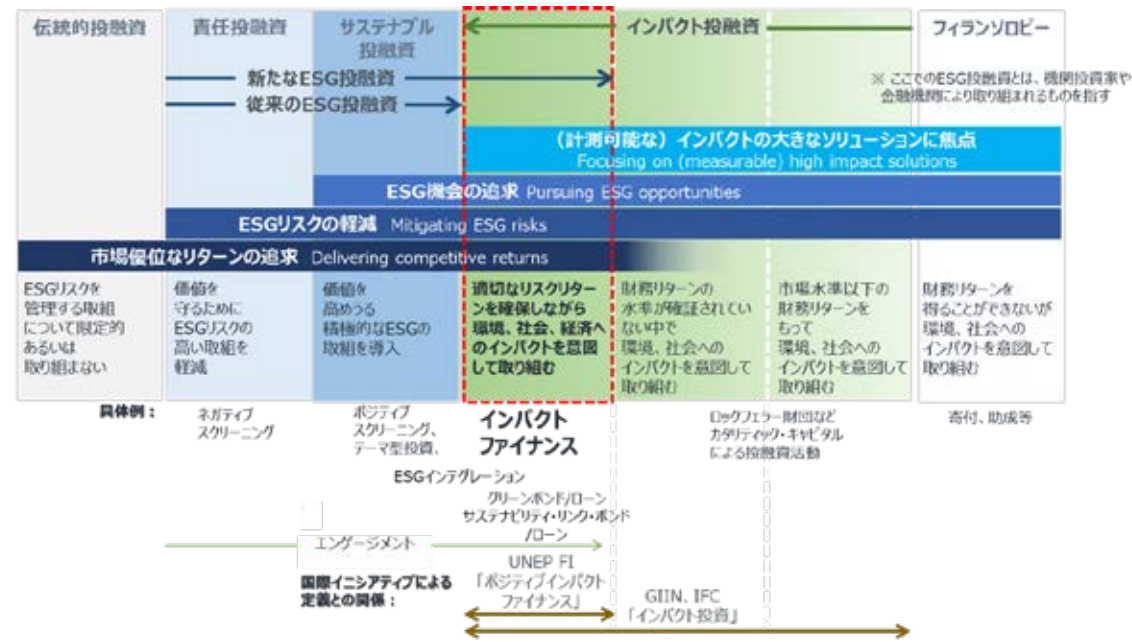 伝統的投融資
責任投融資
サステナブル
投融資
インパクト投融資
フィランソロピー
新たなESG投融資
従来のESG投融資
※ ここでのESG投融資とは、機関投資家や
金融機関により取り組まれるものを指す
（計測可能な）インパクトの大きなソリューションに焦点
Focusing on (measurable) high impact solutions
ESG機会の追求 Pursuing ESG opportunities
ESGリスクの軽減 Mitigating ESG risks
市場優位なリターンの追求 Delivering competitive returns
ESGリスクを
管理する取組
について限定的
あるいは
取り組まない
価値を
守るために
ESGリスクの
高い取組を
軽減
価値を
高めうる
積極的なESGの
取組を導入
適切なリスクリター
ンを確保しながら
環境、社会、経済へ
のインパクトを意図
して取り組む
財務リターンの
水準が確証されてい
ない中で
環境、社会への
インパクトを意図して
取り組む
市場水準以下の
財務リターンを
もって
環境、社会への
インパクトを意図して
取り組む
財務リターンを
得ることができないが
環境、社会への
インパクトを意図して
取り組む
具体例：
ネガティブ
スクリーニング
ポジティブ
スクリーニング、
テーマ型投資、
インパクト
ファイナンス
ロックフェラー財団など
カタリティック・キャピタル
による投融資活動
寄付、助成等
ESGインテグレーション
グリーンボンド/ローン
サステナビリティ・リンク・ボンド
/ローン
エンゲージメント
国際イニシアティブによる
定義との関係：
UNEP FI
「ポジティブインパクト
ファイナンス」
GIIN、IFC
「インパクト投資」